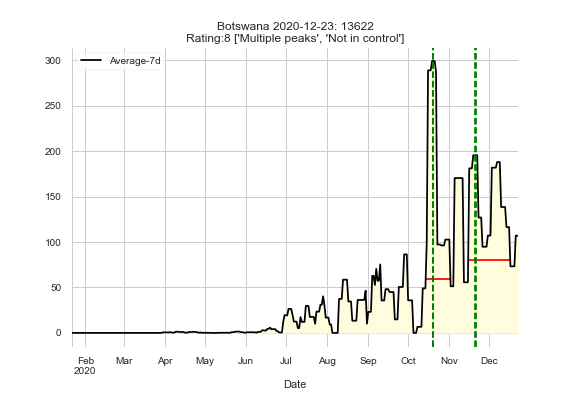 Botswana 2020-12-23: 13622
Rating:8 ['Multiple peaks', 'Not in control']
Average-7d
300
250
200
150
100
50
0
Feb Mar Apr May Jun Jul Aug Sep Oct Nov Dec
2020
Date